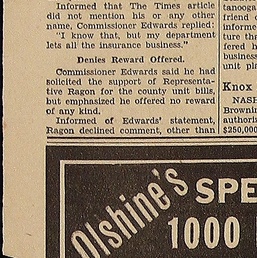 Informed that The Times article
did not mention his or any other
name, Commissioner Edwards replied:
"I know that, but my department
lets all the insurance business."
Denies Reward Offered.
Commissioner Edwards said he had
solicited the support of Representa-
tive Ragon for the county unit bills,
but emphasized he offered no reward
of any kind.
Informed of Edwards' statement,
Ragon declined comment, other than
tanooga
friend o
informe
ture tha
fered h
business
unit pla
Knox
NASH
Brownin
authoriz
$250,000
Olshine's SPE
1000